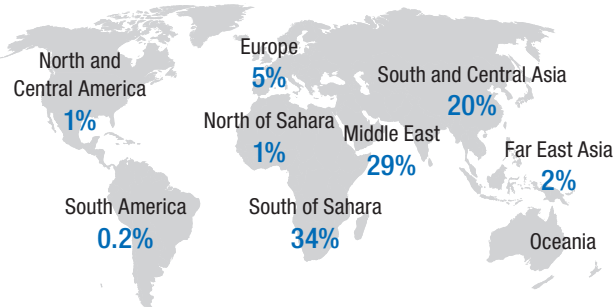 North and
Central America
1%
Europe
5%
South and Central Asia
20%
North of Sahara
1%
Middle East
29%
Far East Asia
2%
South America
0.2%
South of Sahara
34%
Oceania